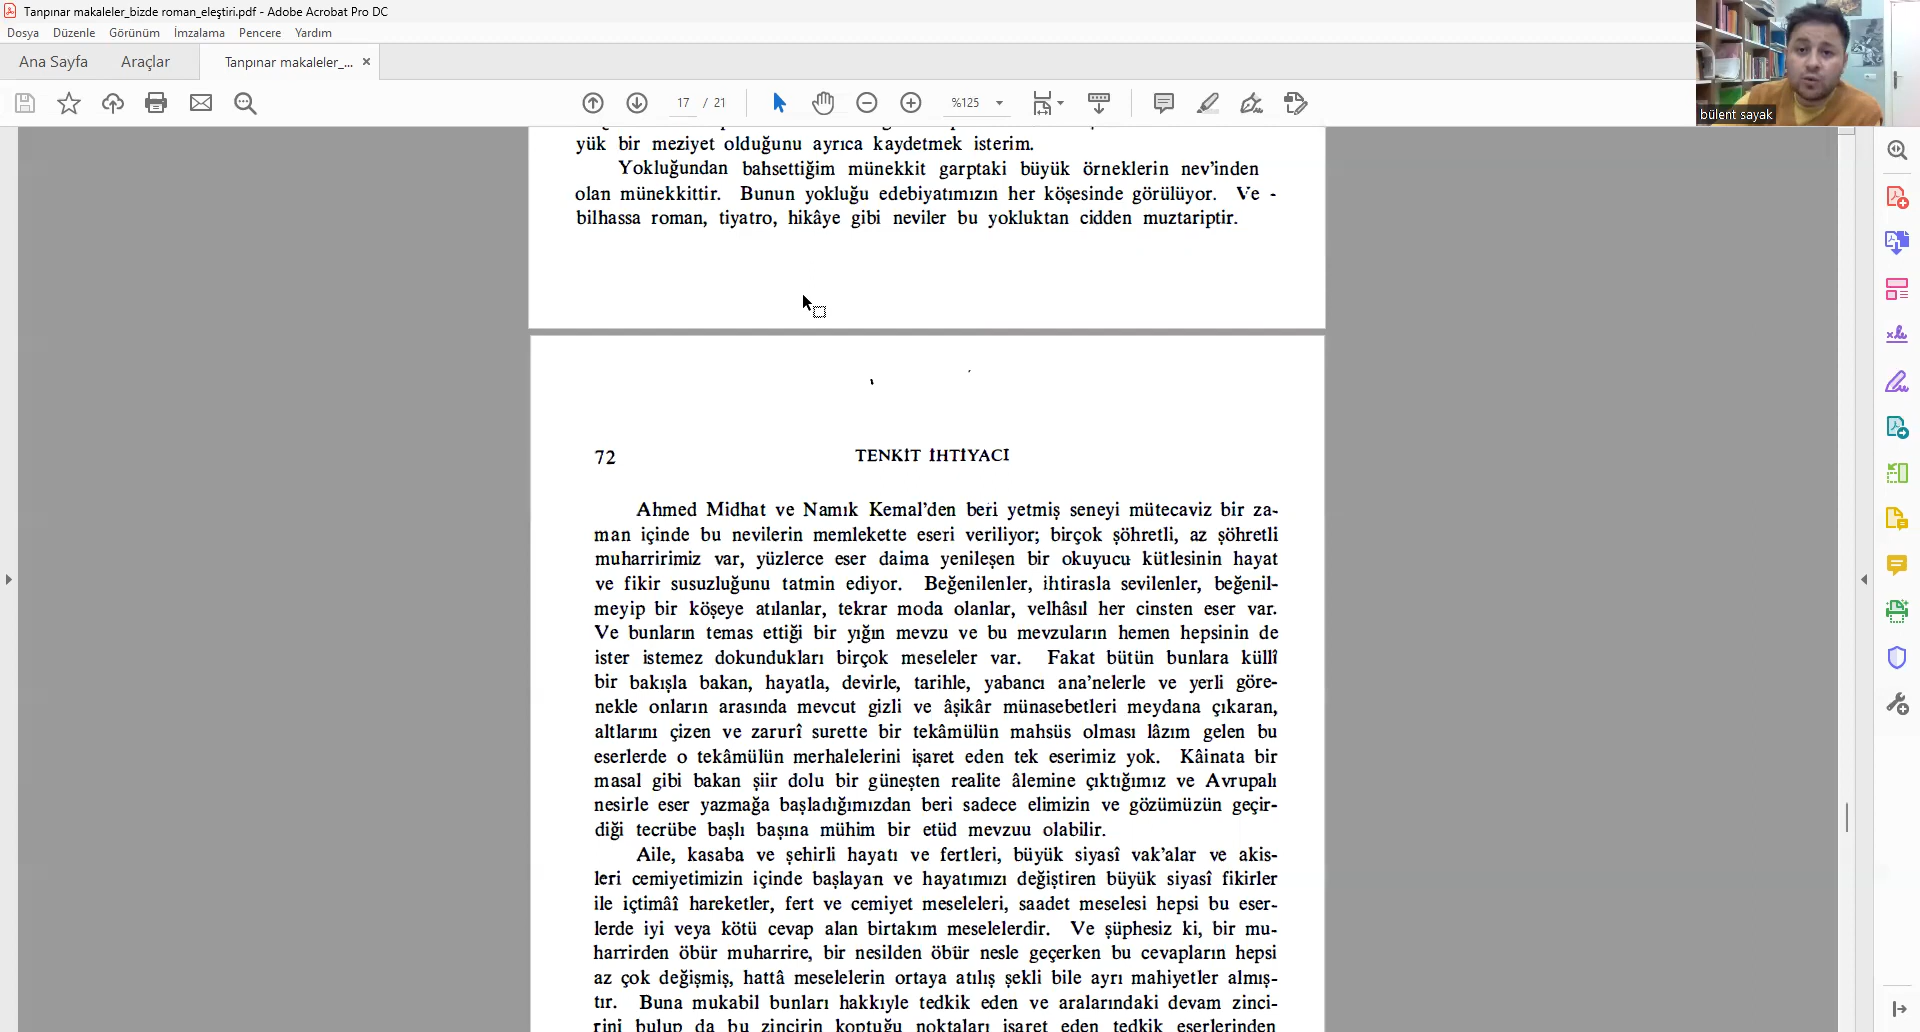 Tanpınar makaleler_bizde roman_eleştiri.pdf - Adobe Acrobat Pro DC
Dosya Düzenle Görünüm İmzalama Pencere Yardım
Ana Sayfa Araçlar Tanpınar makaleler_... ×
17 / 21 %125
bülent sayak
yük bir meziyet olduğunu ayrıca kaydetmek isterim.
Yokluğundan bahsettiğim münekkit garptaki büyük örneklerin nev'inden
olan münekkittir. Bunun yokluğu edebiyatımızın her köşesinde görülüyor. Ve -
bilhassa roman, tiyatro, hikâye gibi neviler bu yokluktan cidden muztariptir.
72 TENKİT İHTİYACI
Ahmed Midhat ve Namık Kemal'den beri yetmiş seneyi mütecaviz bir za-
man içinde bu nevilerin memlekette eseri veriliyor; birçok şöhretli, az şöhretli
muharririmiz var, yüzlerce eser daima yenileşen bir okuyucu kütlesinin hayat
ve fikir susuzluğunu tatmin ediyor. Beğenilenler, ihtirasla sevilenler, beğenil-
meyip bir köşeye atılanlar, tekrar moda olanlar, velhâsıl her cinsten eser var.
Ve bunların temas ettiği bir yığın mevzu ve bu mevzuların hemen hepsinin de
ister istemez dokundukları birçok meseleler var. Fakat bütün bunlara küllî
bir bakışla bakan, hayatla, devirle, tarihle, yabancı ana'nelerle ve yerli göre-
nekle onların arasında mevcut gizli ve âşikâr münasebetleri meydana çıkaran,
altlarını çizen ve zarurî surette bir tekâmülün mahsüs olması lâzım gelen bu
eserlerde o tekâmülün merhalelerini işaret eden tek eserimiz yok. Kâinata bir
masal gibi bakan şiir dolu bir güneşten realite âlemine çıktığımız ve Avrupalı
nesirle eser yazmağa başladığımızdan beri sadece elimizin ve gözümüzün geçir-
diği tecrübe başlı başına mühim bir etüd mevzuu olabilir.
Aile, kasaba ve şehirli hayatı ve fertleri, büyük siyasî vak'alar ve akis-
leri cemiyetimizin içinde başlayan ve hayatımızı değiştiren büyük siyasî fikirler
ile içtimâî hareketler, fert ve cemiyet meseleleri, saadet meselesi hepsi bu eser-
lerde iyi veya kötü cevap alan birtakım meselelerdir. Ve şüphesiz ki, bir mu-
harrirden öbür muharrire, bir nesilden öbür nesle geçerken bu cevapların hepsi
az çok değişmiş, hattâ meselelerin ortaya atılış şekli bile ayrı mahiyetler almış-
tır. Buna mukabil bunları hakkıyle tedkik eden ve aralarındaki devam zinci-
rini bulup da bu zincirin koptuğu noktaları işaret eden tedkik eserlerinden